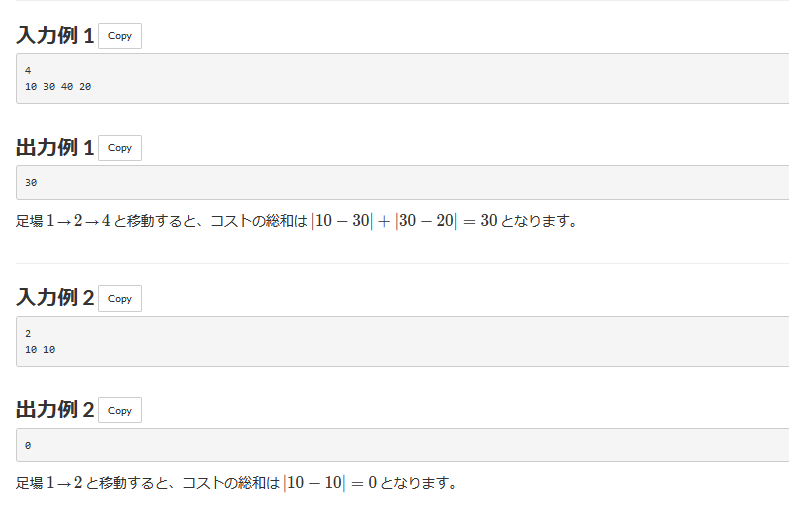 入力例 1 Copy
4
10 30 40 20
出力例 1 Copy
30
足場 1 → 2 → 4 と移動すると、コストの総和は |10 − 30| + |30 − 20| = 30 となります。
入力例 2 Copy
2
10 10
出力例 2 Copy
0
足場 1 → 2 と移動すると、コストの総和は |10 − 10| = 0 となります。